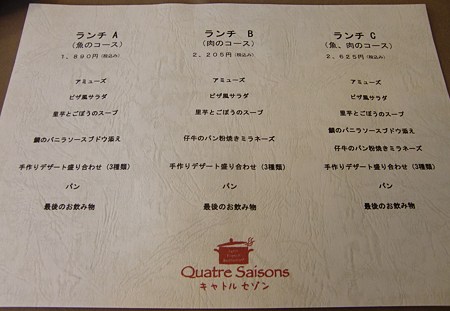 ランチ A
(魚のコース)
1,890円(税込み)
アミューズ
ピザ風サラダ
里芋とごぼうのスープ
鯛のバニラソースブドウ添え
手作りデザート盛り合わせ(3種類)
パン
最後のお飲み物
ランチ B
(肉のコース)
2,205円(税込み)
アミューズ
ピザ風サラダ
里芋とごぼうのスープ
仔牛のパン粉焼きミラネーズ
手作りデザート盛り合わせ(3種類)
パン
最後のお飲み物
ランチ C
(魚、肉のコース)
2,625円(税込み)
アミューズ
ピザ風サラダ
里芋とごぼうのスープ
鯛のバニラソースブドウ添え
仔牛のパン粉焼きミラネーズ
手作りデザート盛り合わせ(3種類)
パン
最後のお飲み物
Quatre Saisons
キャトル セゾン